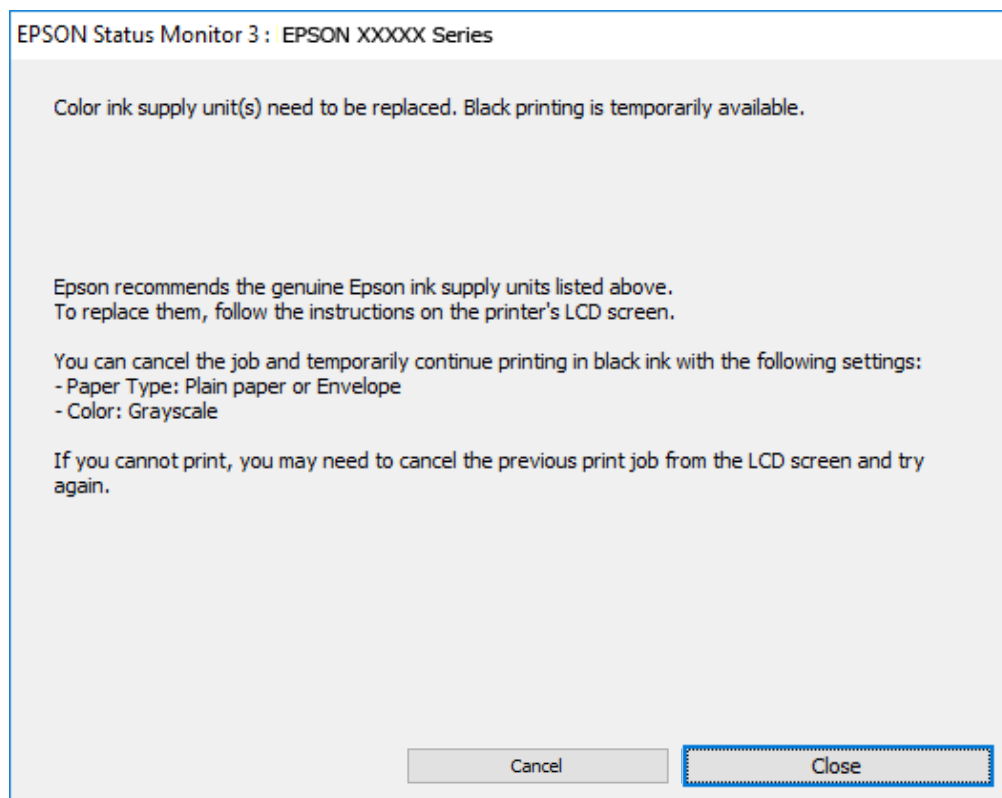 EPSON Status Monitor 3 : EPSON XXXXX Series
Color ink supply unit(s) need to be replaced. Black printing is temporarily available.
Epson recommends the genuine Epson ink supply units listed above.
To replace them, follow the instructions on the printer's LCD screen.
You can cancel the job and temporarily continue printing in black ink with the following settings:
- Paper Type: Plain paper or Envelope
- Color: Grayscale
If you cannot print, you may need to cancel the previous print job from the LCD screen and try
again.
Cancel
Close